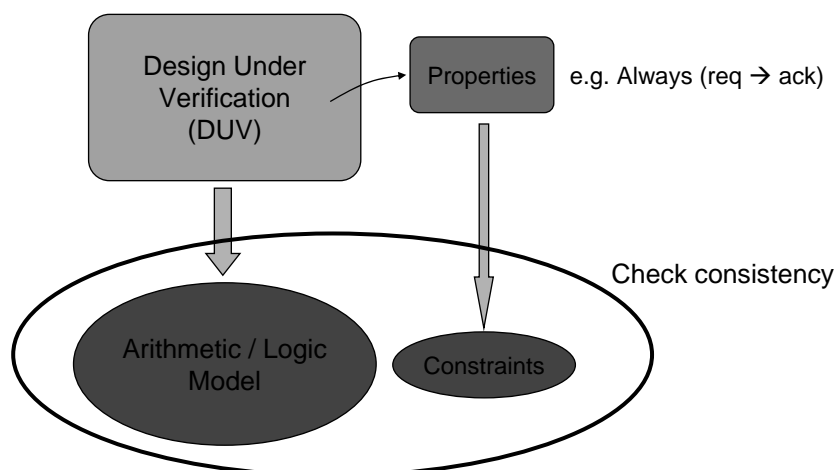 Design Under
Verification
(DUV)
Properties
e.g. Always (req → ack)
Check consistency
Arithmetic / Logic
Model
Constraints